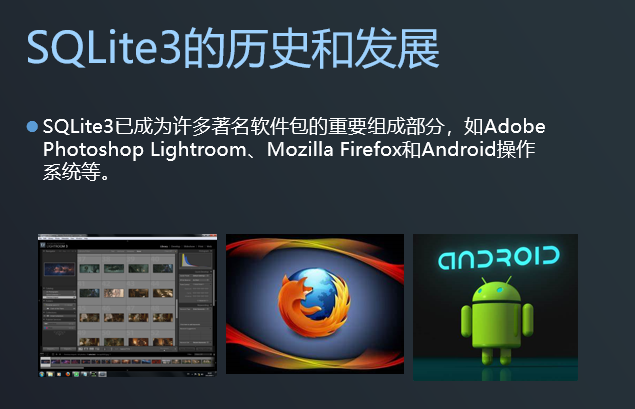 SQLite3的历史和发展
SQLite3已成为许多著名软件包的重要组成部分，如Adobe
Photoshop Lightroom、Mozilla Firefox和Android操作
系统等。
ANDROID